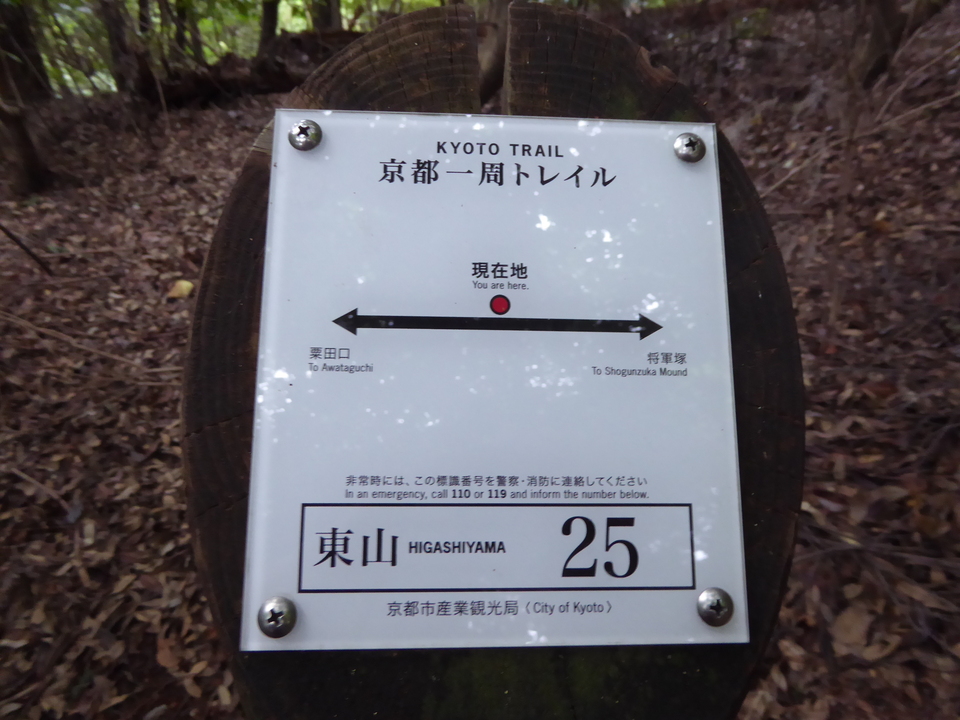 KYOTO TRAIL
京都一周トレイル
現在地
You are here.
粟田口
To Awataguchi
将軍塚
To Shogunzuka Mound
非常時には、この標識番号を警察・消防に連絡してください
In an emergency, call 110 or 119 and inform the number below.
東山 HIGASHIYAMA 25
京都市産業観光局〈City of Kyoto〉